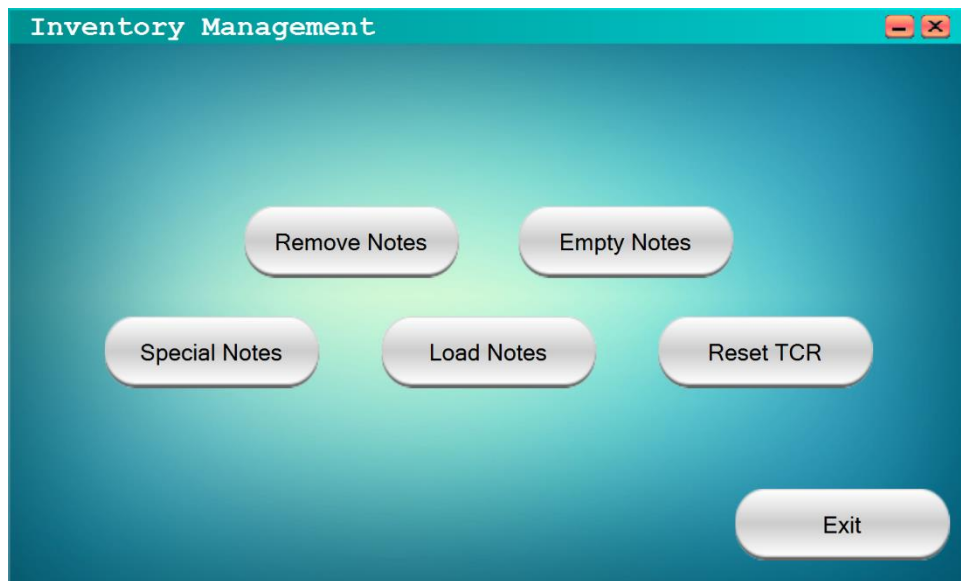 Inventory Management
Remove Notes
Empty Notes
Special Notes
Load Notes
Reset TCR
Exit